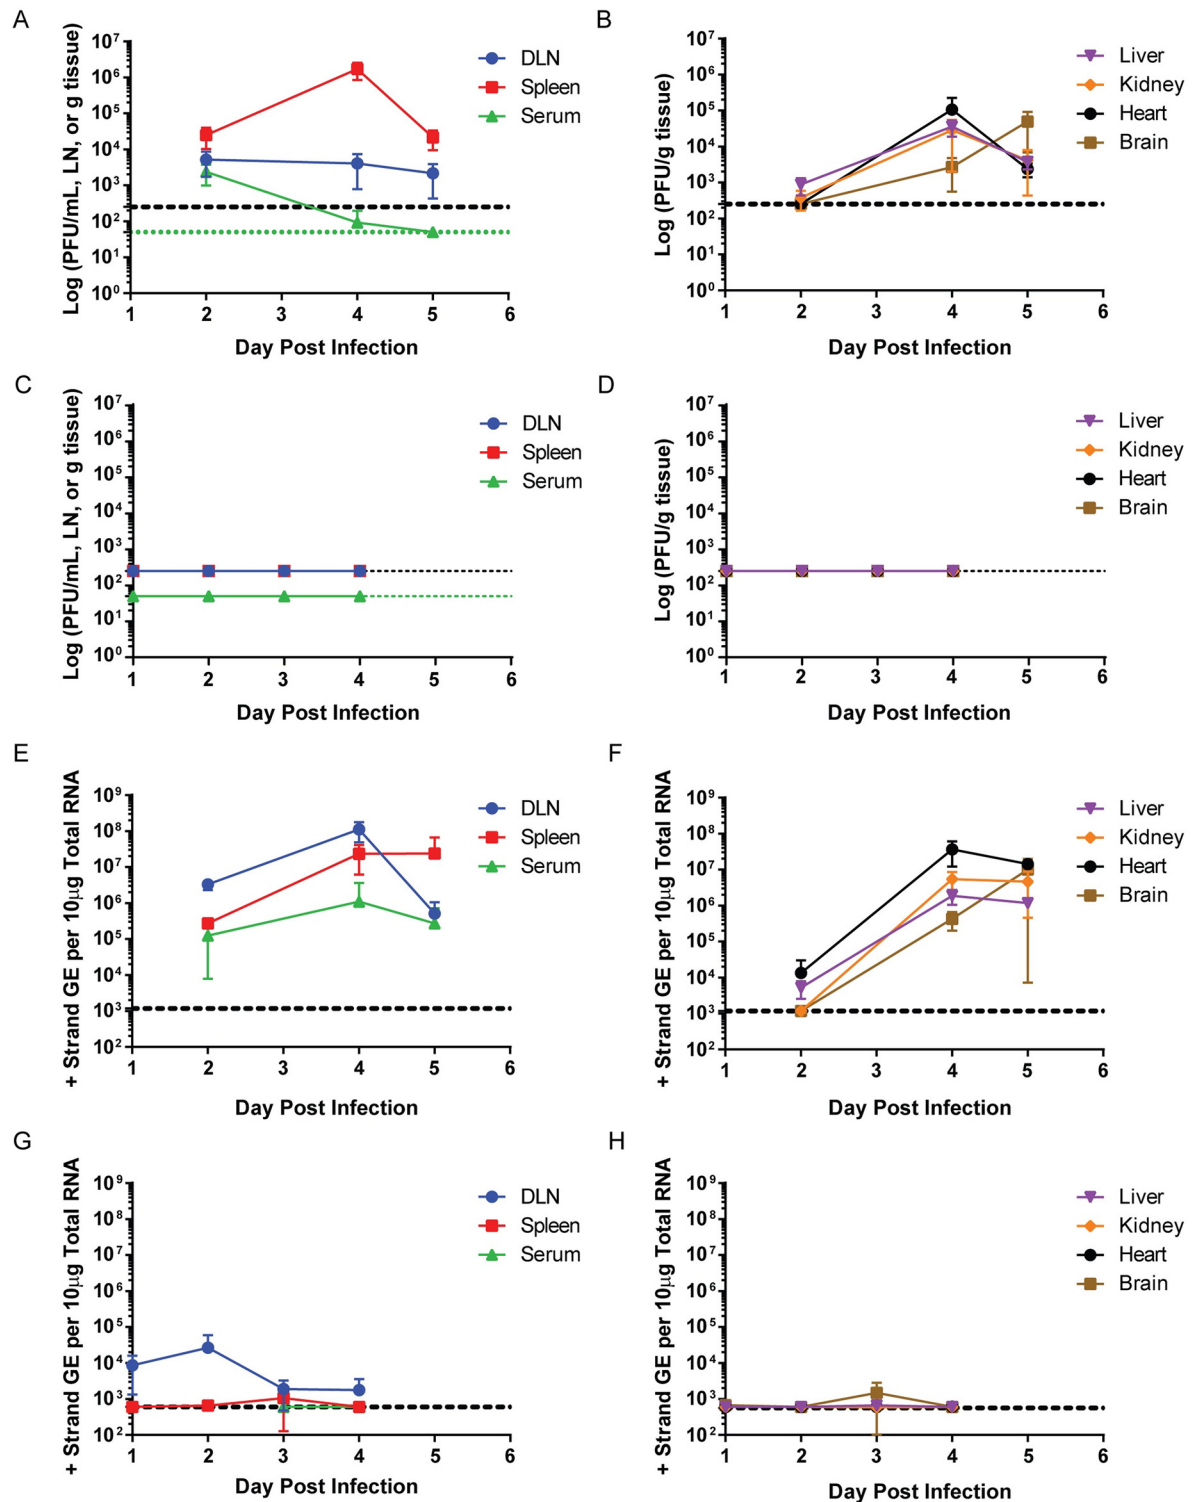 A
Log (PFU/mL, LN, or g tissue)
10⁷
10⁶
10⁵
10⁴
10³
10²
10¹
10⁰
1 2 3 4 5 6
Day Post Infection
DLN
Spleen
Serum
B
Log (PFU/g tissue)
10⁷
10⁶
10⁵
10⁴
10³
10²
10¹
10⁰
1 2 3 4 5 6
Day Post Infection
Liver
Kidney
Heart
Brain
C
Log (PFU/mL, LN, or g tissue)
10⁷
10⁶
10⁵
10⁴
10³
10²
10¹
10⁰
1 2 3 4 5 6
Day Post Infection
DLN
Spleen
Serum
D
Log (PFU/g tissue)
10⁷
10⁶
10⁵
10⁴
10³
10²
10¹
10⁰
1 2 3 4 5 6
Day Post Infection
Liver
Kidney
Heart
Brain
E
+ Strand GE per 10µg Total RNA
10⁹
10⁸
10⁷
10⁶
10⁵
10⁴
10³
10²
1 2 3 4 5 6
Day Post Infection
DLN
Spleen
Serum
F
+ Strand GE per 10µg Total RNA
10⁹
10⁸
10⁷
10⁶
10⁵
10⁴
10³
10²
1 2 3 4 5 6
Day Post Infection
Liver
Kidney
Heart
Brain
G
+ Strand GE per 10µg Total RNA
10⁹
10⁸
10⁷
10⁶
10⁵
10⁴
10³
10²
1 2 3 4 5 6
Day Post Infection
DLN
Spleen
Serum
H
+ Strand GE per 10µg Total RNA
10⁹
10⁸
10⁷
10⁶
10⁵
10⁴
10³
10²
1 2 3 4 5 6
Day Post Infection
Liver
Kidney
Heart
Brain